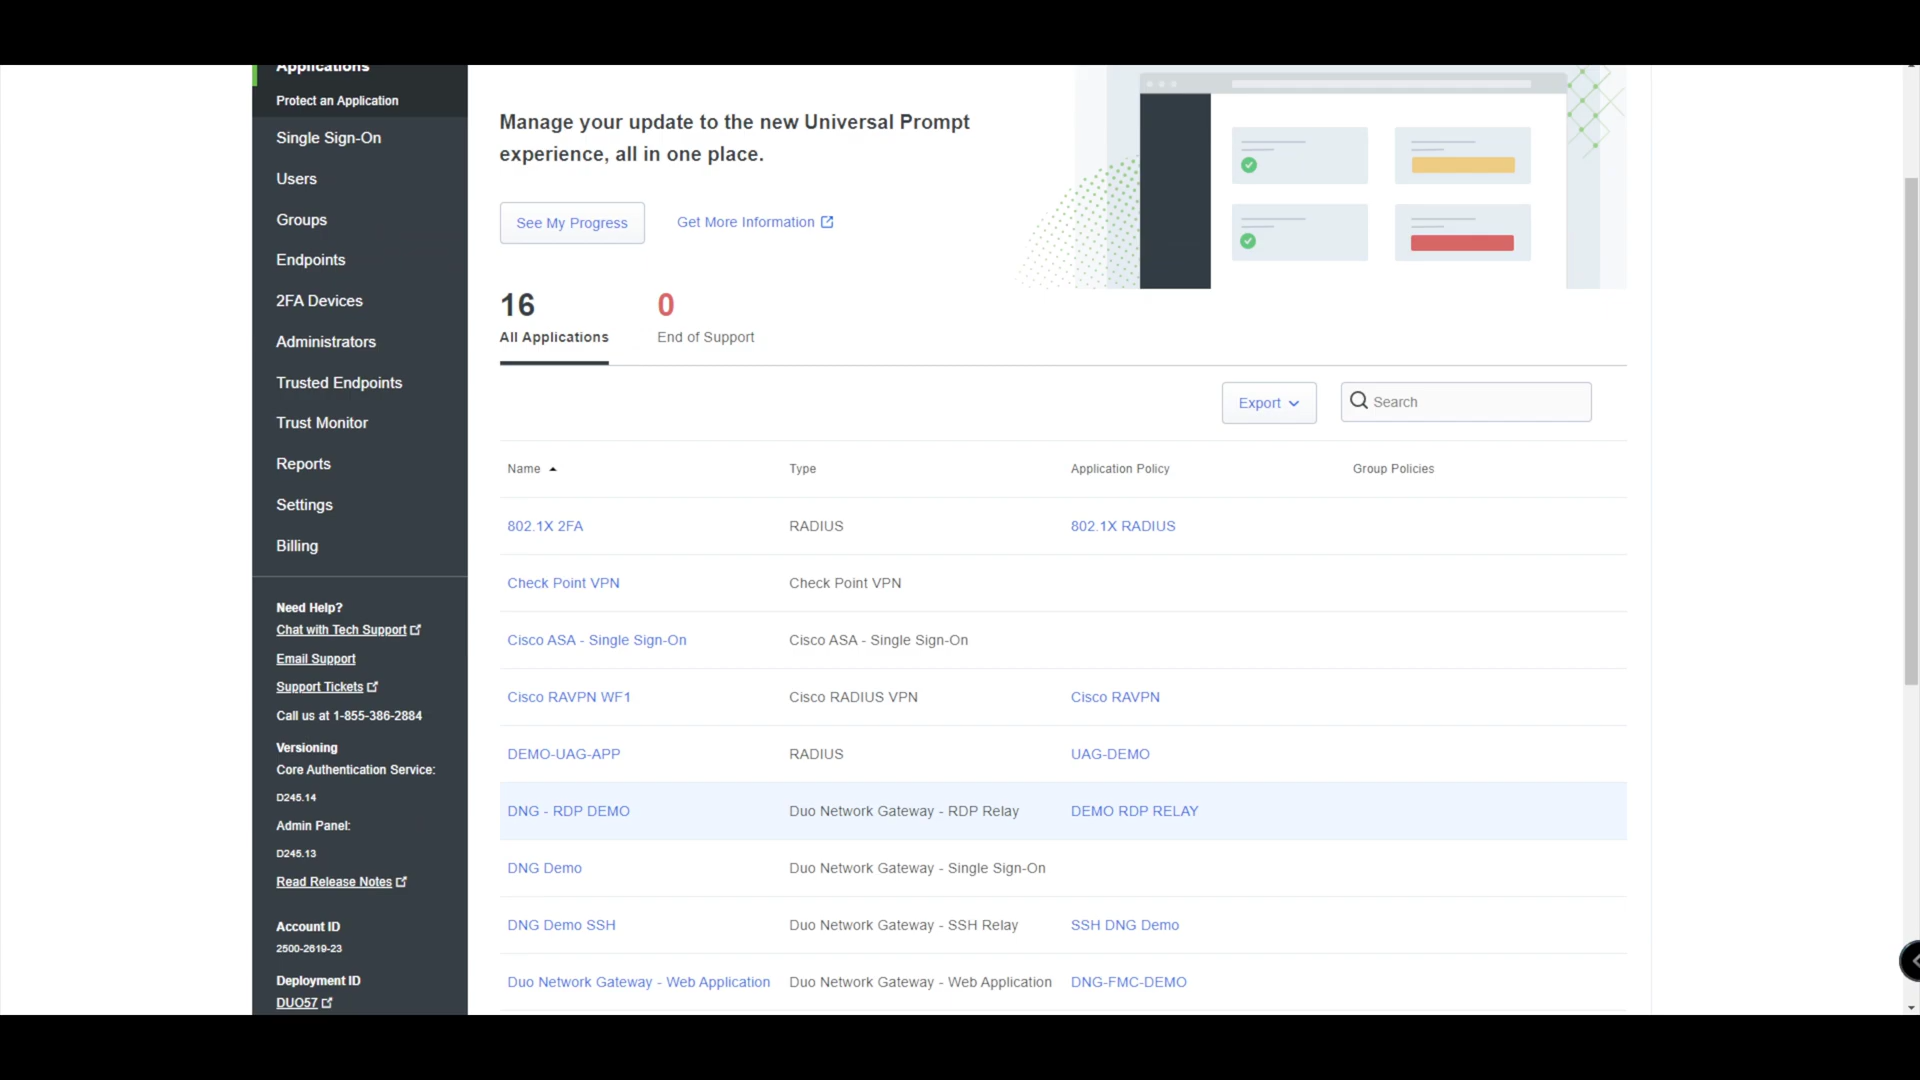 Applications
Protect an Application
Single Sign-On
Users
Groups
Endpoints
2FA Devices
Administrators
Trusted Endpoints
Trust Monitor
Reports
Settings
Billing
Need Help?
Chat with Tech Support
Email Support
Support Tickets
Call us at 1-855-386-2884
Versioning
Core Authentication Service:
D245.14
Admin Panel:
D245.13
Read Release Notes
Account ID
2500-2619-23
Deployment ID
DUO57
Manage your update to the new Universal Prompt
experience, all in one place.
See My Progress Get More Information
16 0
All Applications End of Support
Export Search
Name Type Application Policy Group Policies
802.1X 2FA RADIUS 802.1X RADIUS
Check Point VPN Check Point VPN
Cisco ASA - Single Sign-On Cisco ASA - Single Sign-On
Cisco RAVPN WF1 Cisco RADIUS VPN Cisco RAVPN
DEMO-UAG-APP RADIUS UAG-DEMO
DNG - RDP DEMO Duo Network Gateway - RDP Relay DEMO RDP RELAY
DNG Demo Duo Network Gateway - Single Sign-On
DNG Demo SSH Duo Network Gateway - SSH Relay SSH DNG Demo
Duo Network Gateway - Web Application Duo Network Gateway - Web Application DNG-FMC-DEMO